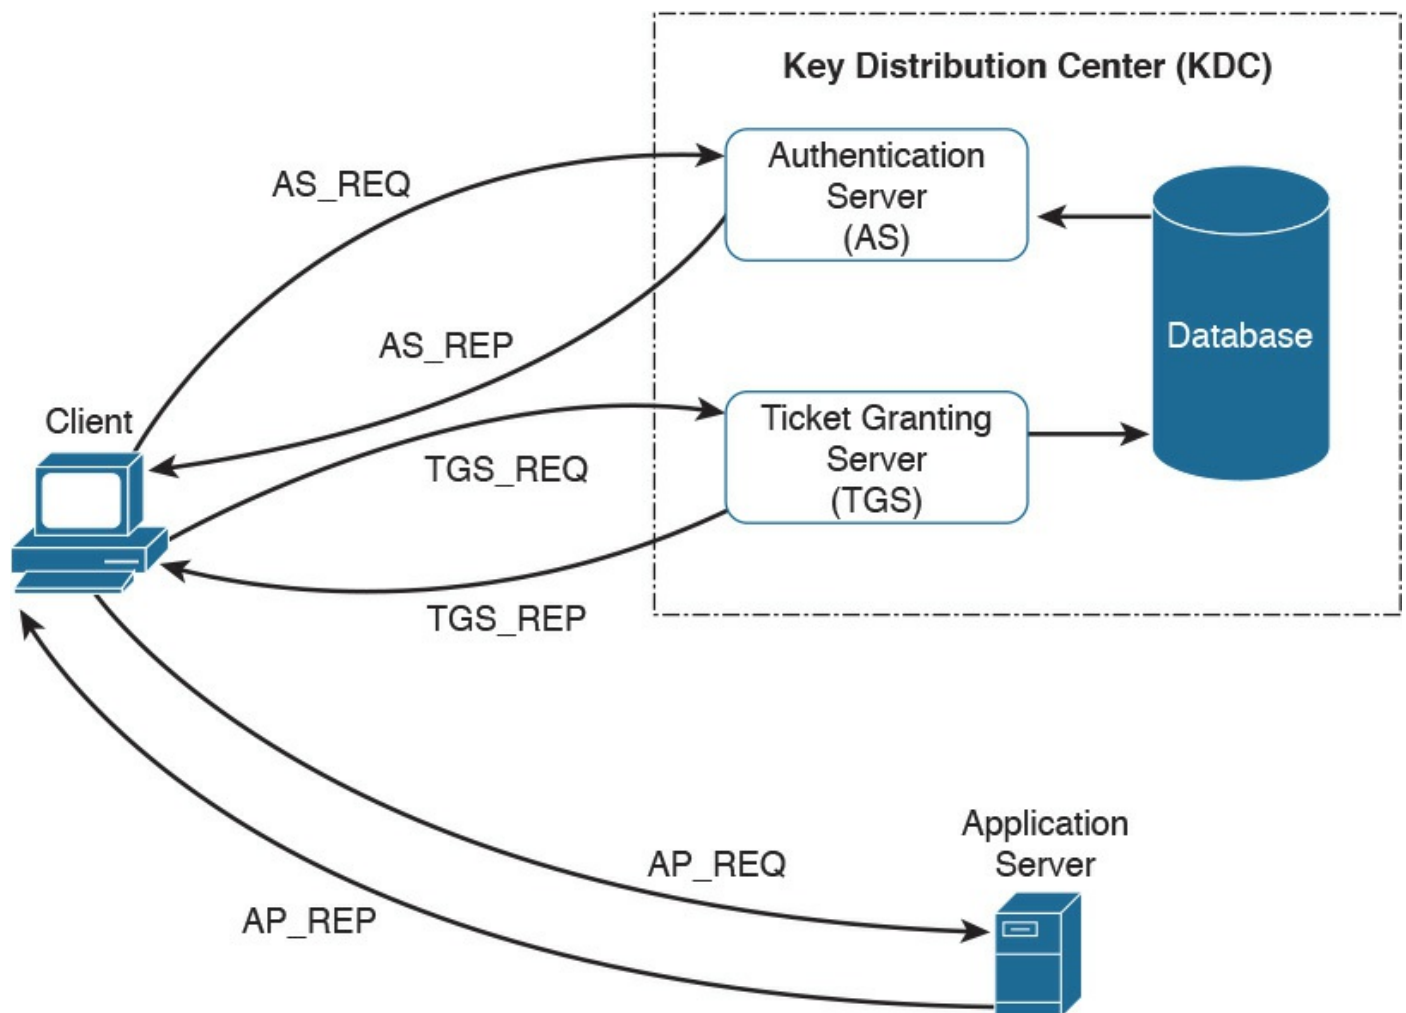 Key Distribution Center (KDC)
Authentication
Server
(AS)
AS_REQ
Database
AS_REP
Client
Ticket Granting
Server
(TGS)
TGS_REQ
TGS_REP
Application
Server
AP_REQ
AP_REP